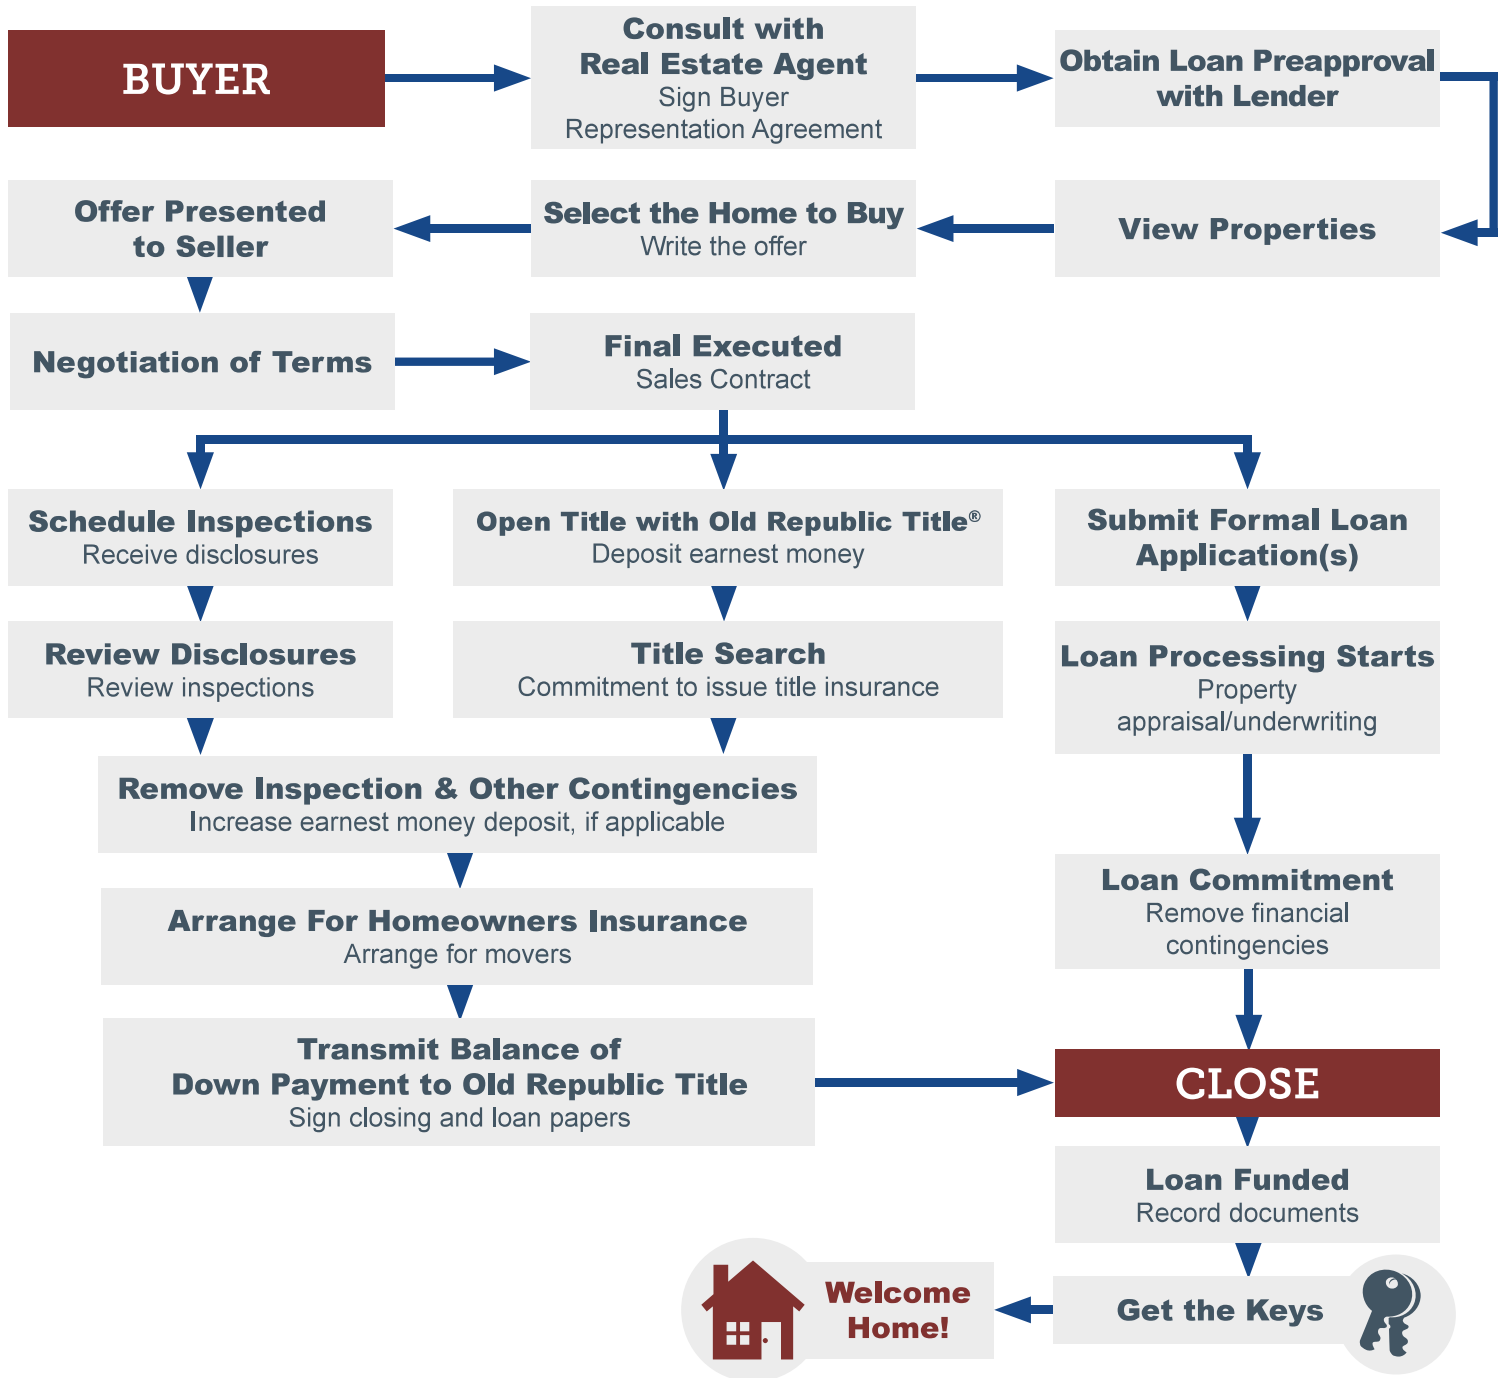 BUYER
Consult with
Real Estate Agent
Sign Buyer
Representation Agreement
Obtain Loan Preapproval
with Lender
Offer Presented
to Seller
Select the Home to Buy
Write the offer
View Properties
Negotiation of Terms
Final Executed
Sales Contract
Schedule Inspections
Receive disclosures
Open Title with Old Republic Title®
Deposit earnest money
Submit Formal Loan
Application(s)
Review Disclosures
Review inspections
Title Search
Commitment to issue title insurance
Loan Processing Starts
Property
appraisal/underwriting
Remove Inspection & Other Contingencies
Increase earnest money deposit, if applicable
Loan Commitment
Remove financial
contingencies
Arrange For Homeowners Insurance
Arrange for movers
Transmit Balance of
Down Payment to Old Republic Title
Sign closing and loan papers
CLOSE
Loan Funded
Record documents
Get the Keys
Welcome
Home!